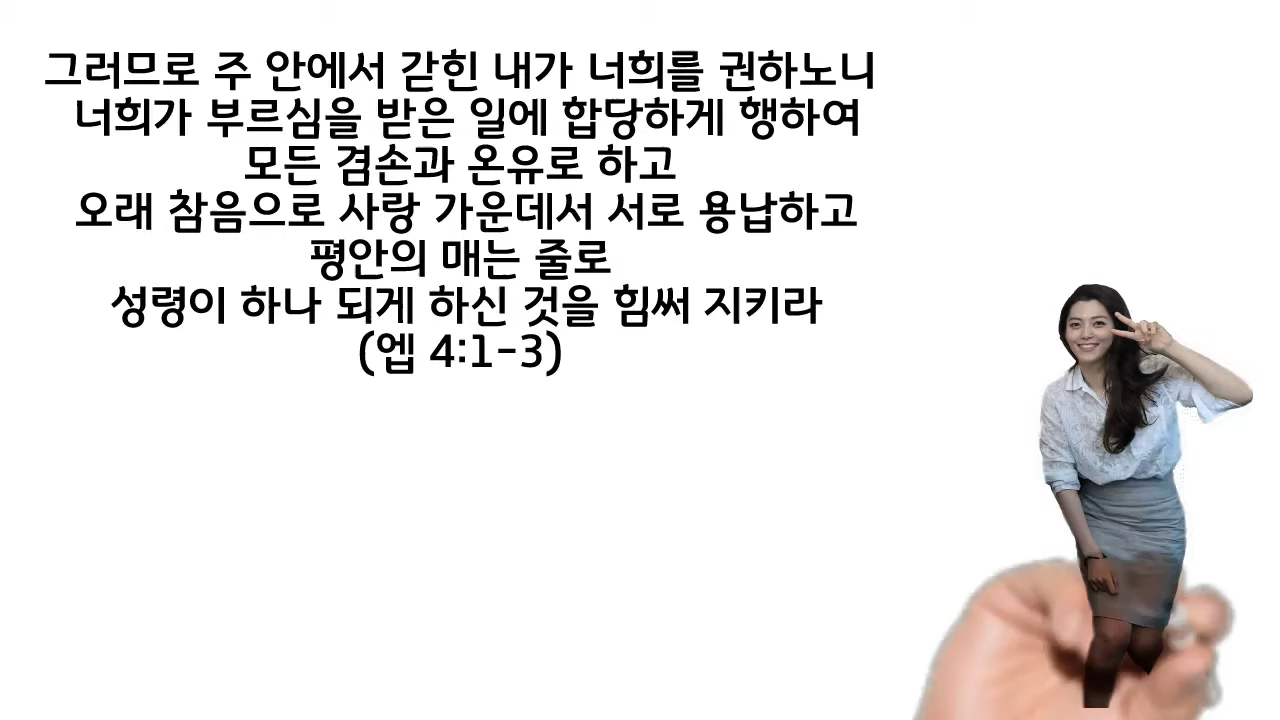 그러므로 주 안에서 갇힌 내가 너희를 권하노니
너희가 부르심을 받은 일에 합당하게 행하여
모든 겸손과 온유로 하고
오래 참음으로 사랑 가운데서 서로 용납하고
평안의 매는 줄로
성령이 하나 되게 하신 것을 힘써 지키라
(엡 4:1-3)